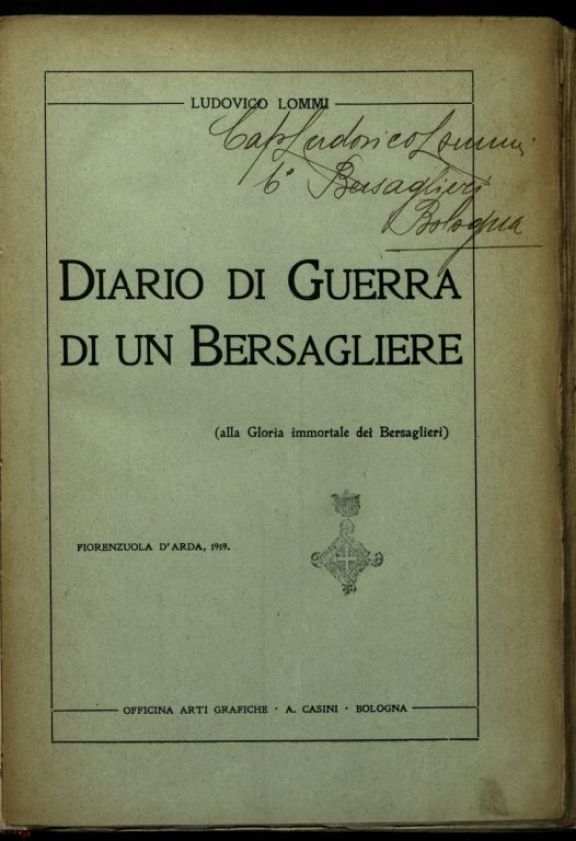 LUDOVICO LOMMI
Cap. Ludovico Lommi
6° Bersaglieri
Bologna
DIARIO DI GUERRA
DI UN BERSAGLIERE
(alla Gloria immortale dei Bersaglieri)
FIORENZUOLA D'ARDA, 1919.
OFFICINA ARTI GRAFICHE · A. CASINI · BOLOGNA